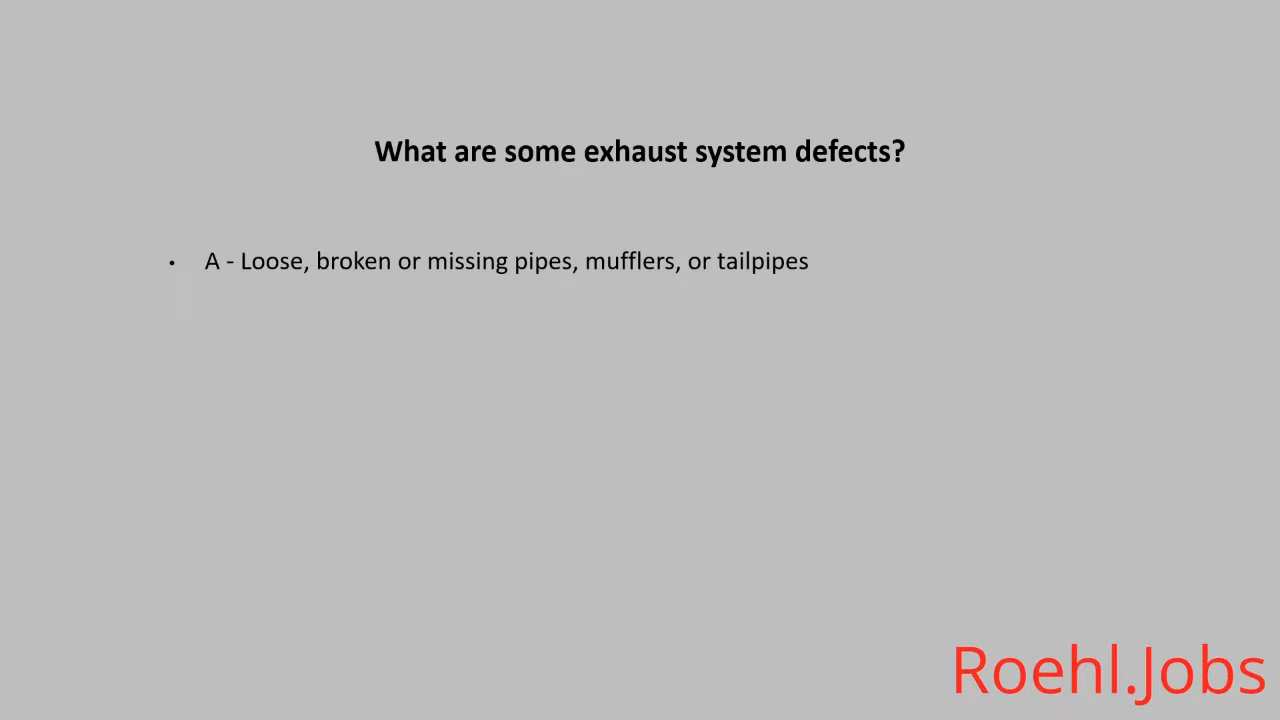 What are some exhaust system defects?
• A - Loose, broken or missing pipes, mufflers, or tailpipes
Roehl.Jobs